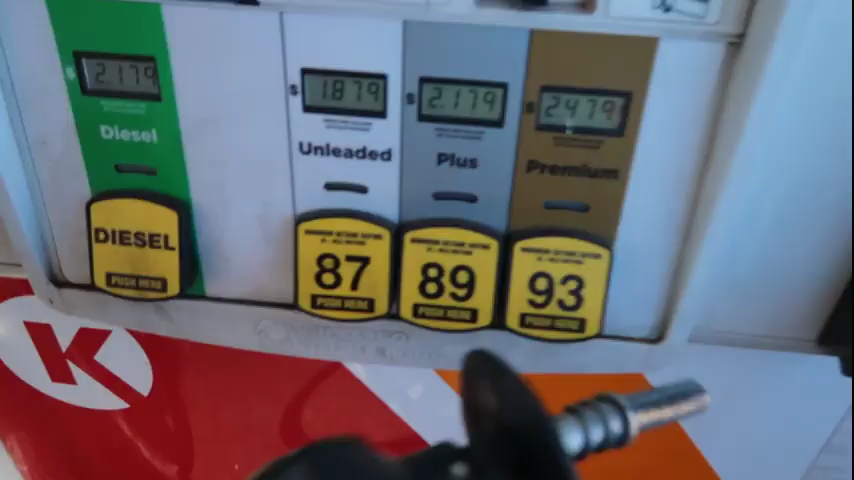 $ 2.179
$ 1.879
$ 2.179
$ 2.479
Diesel
Unleaded
Plus
Premium
DIESEL
PUSH HERE
87
PUSH HERE
89
PUSH HERE
93
PUSH HERE
K